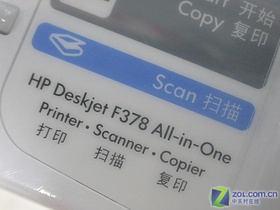 Start 开始
Copy 复印
Scan 扫描
HP Deskjet F378 All-in-One
Printer · Scanner · Copier
打印 扫描 复印
ZOL.COM.CN
中关村在线